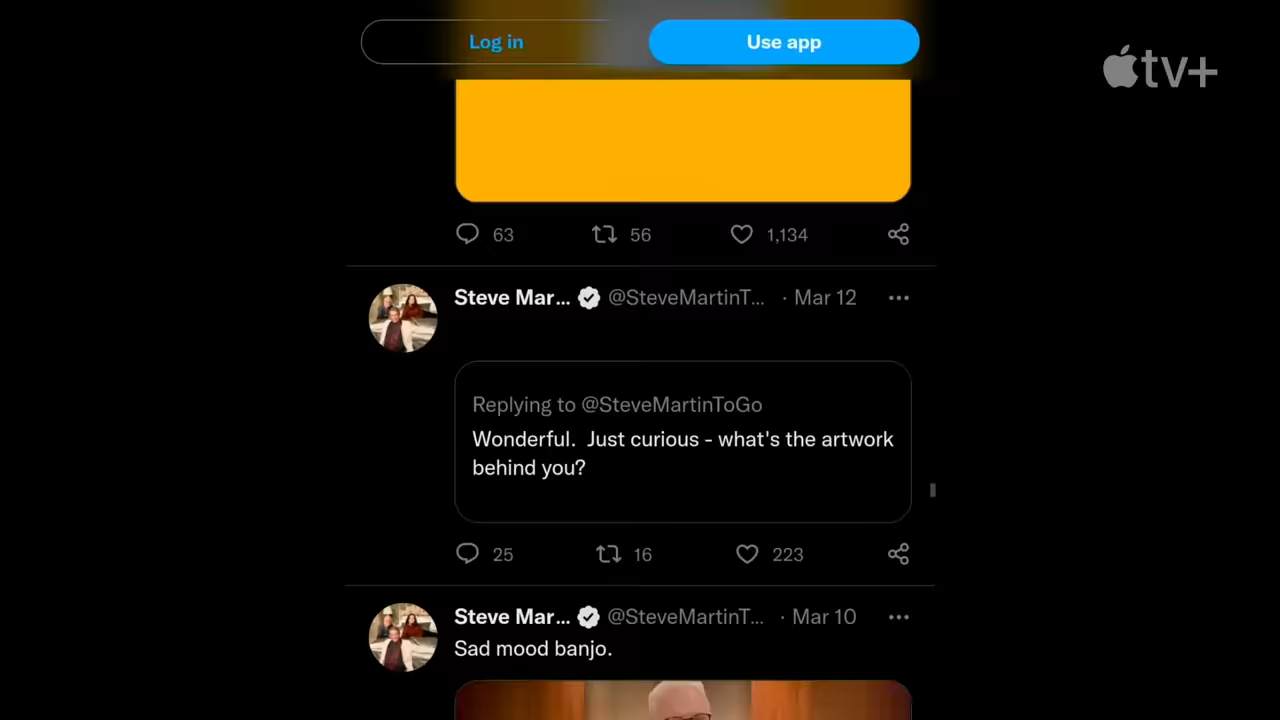 Log in
Use app
tv+
63
56
1,134
Steve Mar... @SteveMartinT... · Mar 12
Replying to @SteveMartinToGo
Wonderful.  Just curious - what's the artwork
behind you?
25
16
223
Steve Mar... @SteveMartinT... · Mar 10
Sad mood banjo.